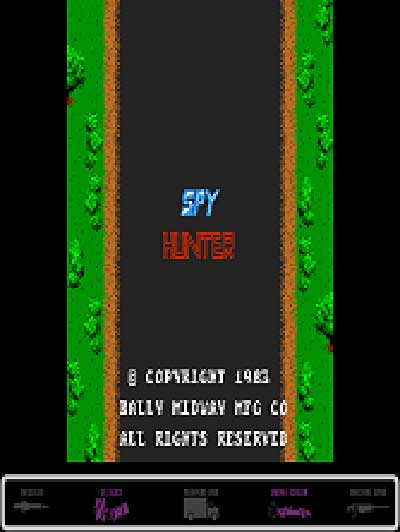 SPY
HUNTER
© COPYRIGHT 1983
BALLY MIDWAY MFG CO
ALL RIGHTS RESERVED